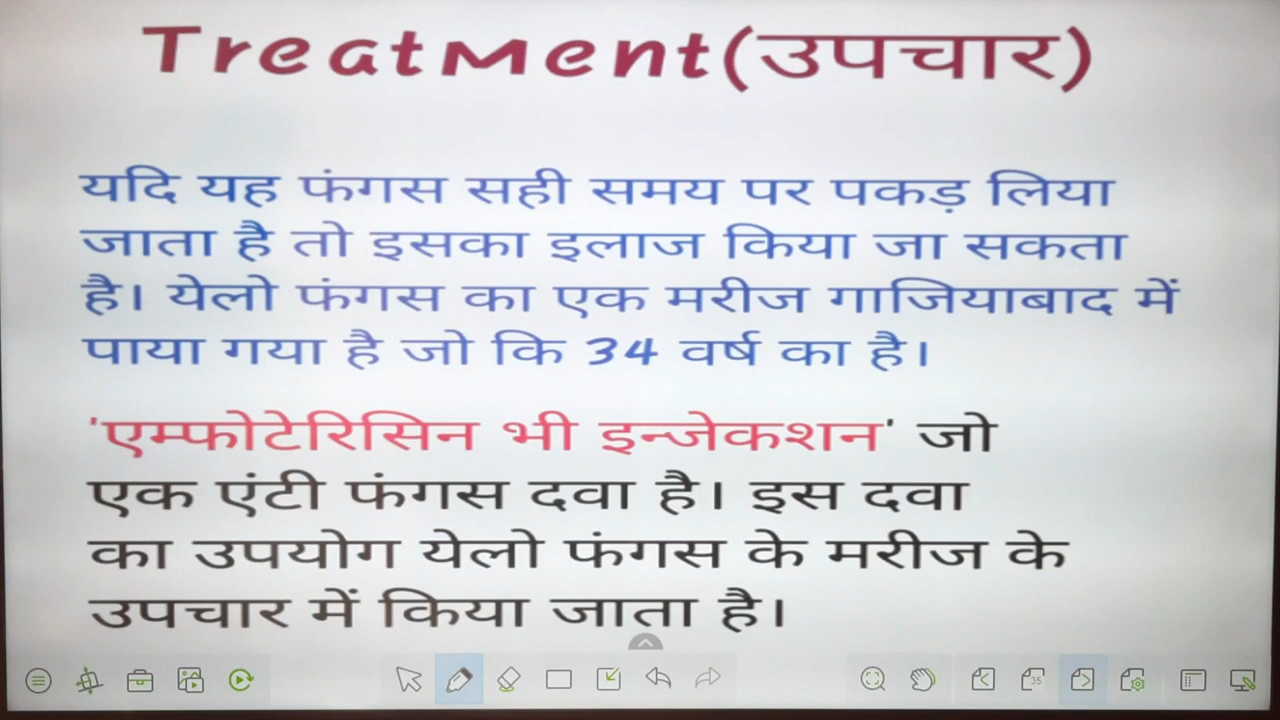 Treatment(उपचार)
यदि यह फंगस सही समय पर पकड़ लिया
जाता है तो इसका इलाज किया जा सकता
है। येलो फंगस का एक मरीज गाजियाबाद में
पाया गया है जो कि 34 वर्ष का है।
'एम्फोटेरिसिन भी इन्जेकशन' जो
एक एंटी फंगस दवा है। इस दवा
का उपयोग येलो फंगस के मरीज के
उपचार में किया जाता है।
35